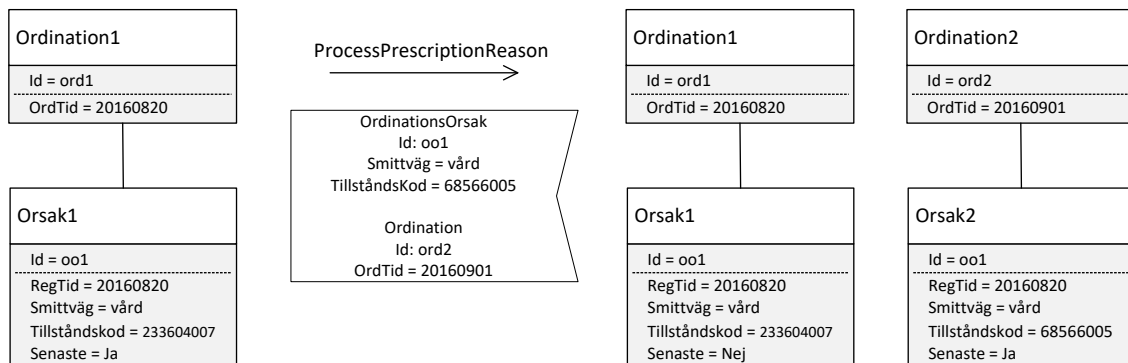 Ordination1
Id = ord1
OrdTid = 20160820
Orsak1
Id = oo1
RegTid = 20160820
Smittväg = vård
Tillståndskod = 233604007
Senaste = Ja
ProcessPrescriptionReason
OrdinationsOrsak
Id: oo1
Smittväg = vård
TillståndsKod = 68566005
Ordination
Id: ord2
OrdTid = 20160901
Ordination1
Id = ord1
OrdTid = 20160820
Orsak1
Id = oo1
RegTid = 20160820
Smittväg = vård
Tillståndskod = 233604007
Senaste = Nej
Ordination2
Id = ord2
OrdTid = 20160901
Orsak2
Id = oo1
RegTid = 20160820
Smittväg = vård
Tillståndskod = 68566005
Senaste = Ja